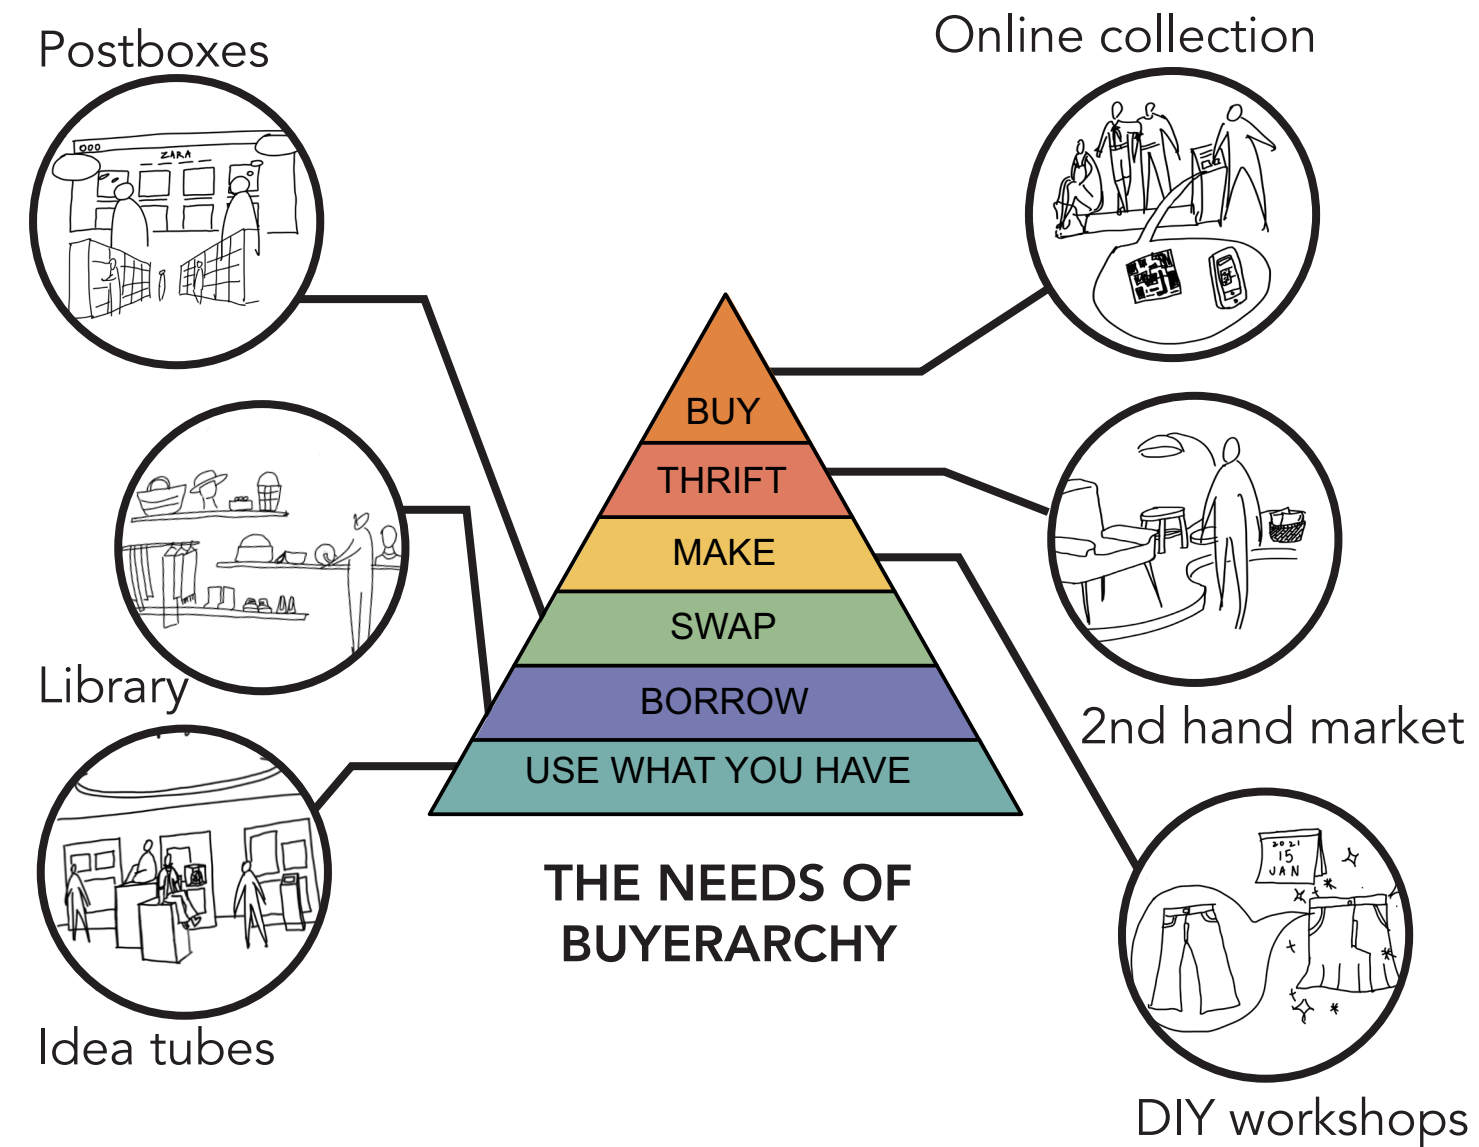 Postboxes
Online collection
ZARA
BUY
THRIFT
MAKE
SWAP
BORROW
USE WHAT YOU HAVE
Library
2nd hand market
THE NEEDS OF
BUYERARCHY
2021
15
JAN
Idea tubes
DIY workshops